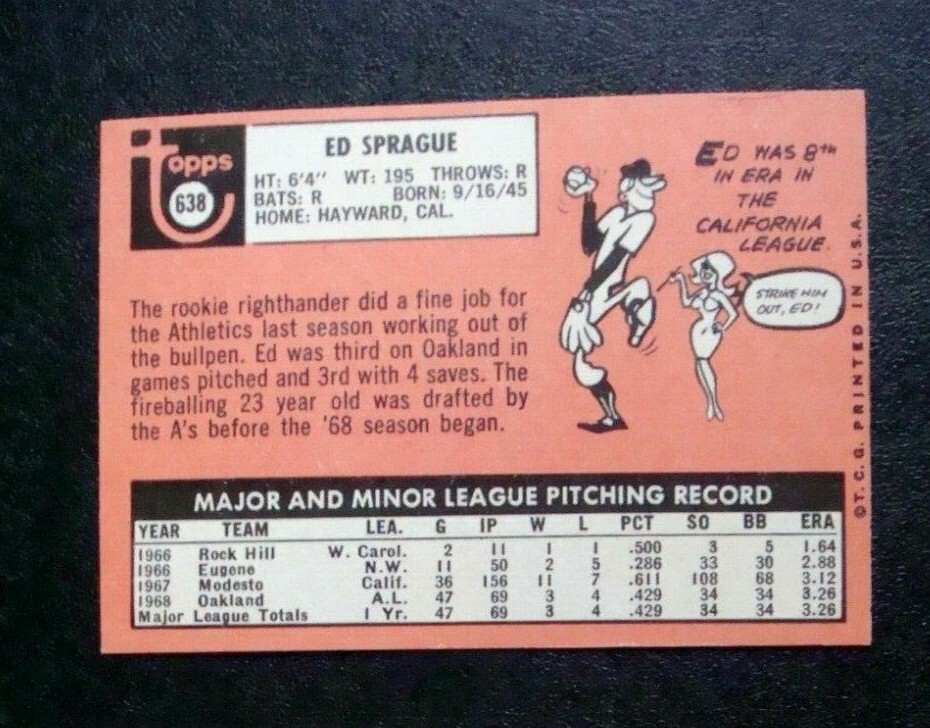 topps
638
ED SPRAGUE
HT: 6'4" WT: 195 THROWS: R
BATS: R BORN: 9/16/45
HOME: HAYWARD, CAL.
The rookie righthander did a fine job for
the Athletics last season working out of
the bullpen. Ed was third on Oakland in
games pitched and 3rd with 4 saves. The
fireballing 23 year old was drafted by
the A's before the '68 season began.
ED WAS 8TH
IN ERA IN
THE
CALIFORNIA
LEAGUE.
STRIKE HIM
OUT, ED!
©T. C. G. PRINTED IN U.S.A.
MAJOR AND MINOR LEAGUE PITCHING RECORD
YEAR TEAM LEA. G IP W L PCT SO BB ERA
1966 Rock Hill W. Carol. 2 11 1 1 .500 3 5 1.64
1966 Eugene N.W. 11 50 2 5 .286 33 30 2.88
1967 Modesto Calif. 36 156 11 7 .611 108 68 3.12
1968 Oakland A.L. 47 69 3 4 .429 34 34 3.26
Major League Totals 1 Yr. 47 69 3 4 .429 34 34 3.26